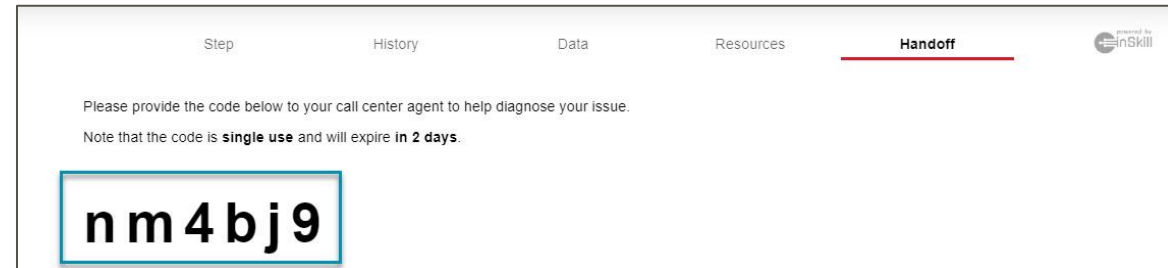 Step History Data Resources Handoff
powered by
inSkill
Please provide the code below to your call center agent to help diagnose your issue.
Note that the code is single use and will expire in 2 days.
nm4bj9